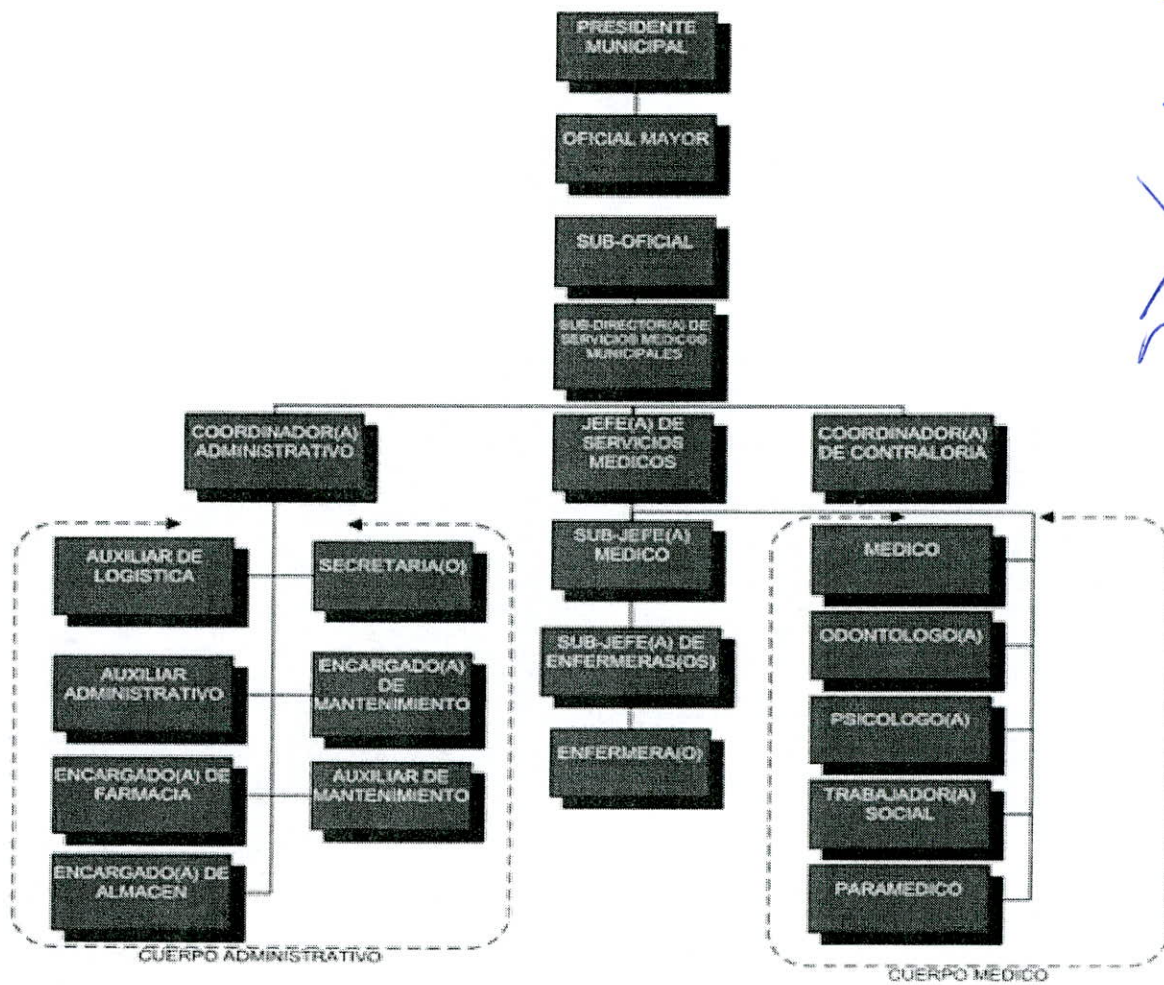 PRESIDENTE
MUNICIPAL
OFICIAL MAYOR
SUB-OFICIAL
SUB-DIRECTOR(A) DE
SERVICIOS MEDICOS
MUNICIPALES
COORDINADOR(A)
ADMINISTRATIVO
JEFE(A) DE
SERVICIOS
MEDICOS
COORDINADOR(A)
DE CONTRALORIA
AUXILIAR DE
LOGISTICA
SECRETARIA(O)
AUXILIAR
ADMINISTRATIVO
ENCARGADO(A)
DE
MANTENIMIENTO
ENCARGADO(A) DE
FARMACIA
AUXILIAR DE
MANTENIMIENTO
ENCARGADO(A) DE
ALMACEN
CUERPO ADMINISTRATIVO
SUB-JEFE(A)
MEDICO
SUB-JEFE(A) DE
ENFERMERAS(OS)
ENFERMERA(O)
MEDICO
ODONTOLOGO(A)
PSICOLOGO(A)
TRABAJADOR(A)
SOCIAL
PARAMEDICO
CUERPO MEDICO